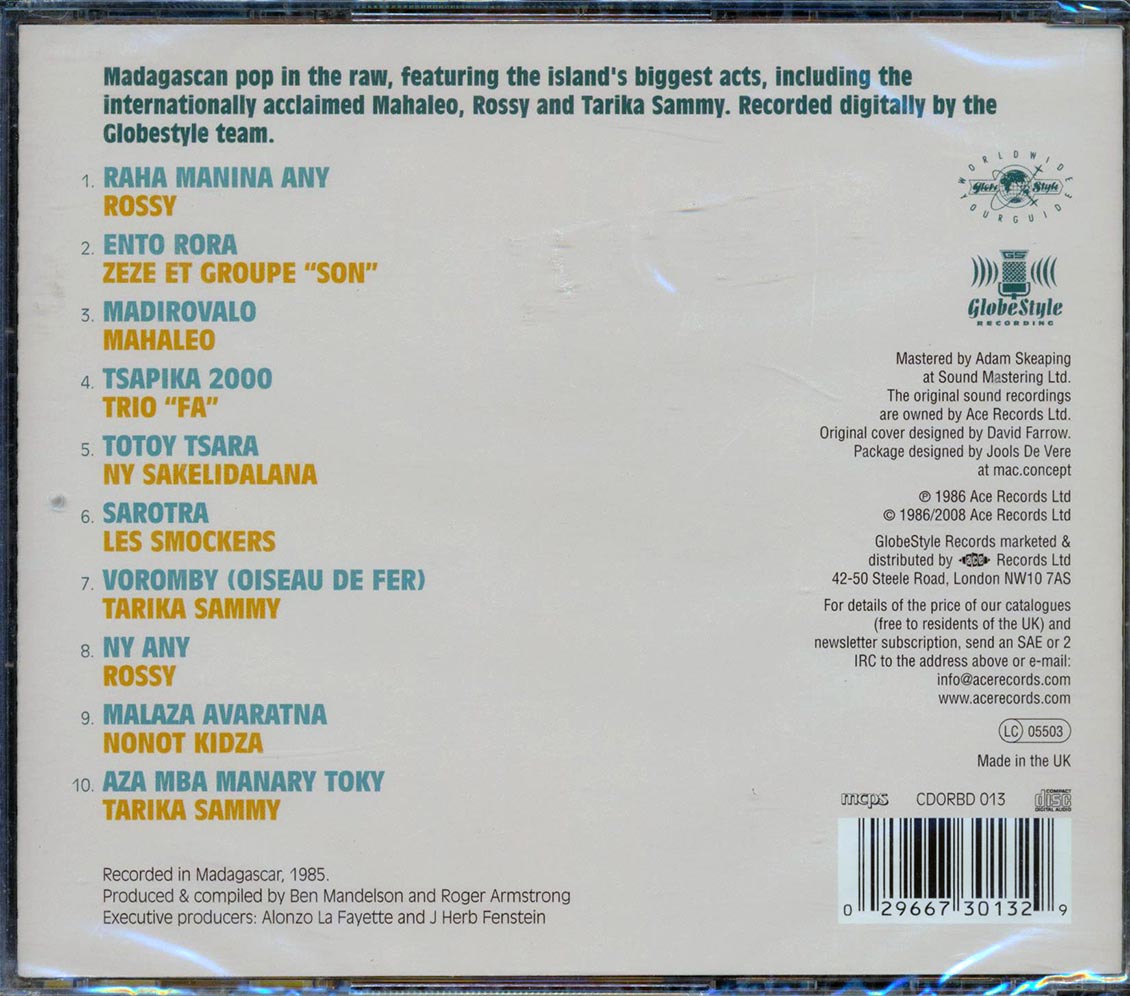 Madagascan pop in the raw, featuring the island's biggest acts, including the
internationally acclaimed Mahaleo, Rossy and Tarika Sammy. Recorded digitally by the
Globestyle team.
1. RAHA MANINA ANY
ROSSY
2. ENTO RORA
ZEZE ET GROUPE “SON”
3. MADIROVALO
MAHALEO
4. TSAPIKA 2000
TRIO “FA”
5. TOTOY TSARA
NY SAKELIDALANA
6. SAROTRA
LES SMOCKERS
7. VOROMBY (OISEAU DE FER)
TARIKA SAMMY
8. NY ANY
ROSSY
9. MALAZA AVARATNA
NONOT KIDZA
10. AZA MBA MANARY TOKY
TARIKA SAMMY
Recorded in Madagascar, 1985.
Produced & compiled by Ben Mandelson and Roger Armstrong
Executive producers: Alonzo La Fayette and J Herb Fenstein
WORLDWIDE
Globe Style
YOUR GUIDE
GS
GlobeStyle
RECORDING
Mastered by Adam Skeaping
at Sound Mastering Ltd.
The original sound recordings
are owned by Ace Records Ltd.
Original cover designed by David Farrow.
Package designed by Jools De Vere
at mac.concept
℗ 1986 Ace Records Ltd
© 1986/2008 Ace Records Ltd
GlobeStyle Records marketed &
distributed by ace Records Ltd
42-50 Steele Road, London NW10 7AS
For details of the price of our catalogues
(free to residents of the UK) and
newsletter subscription, send an SAE or 2
IRC to the address above or e-mail:
info@acerecords.com
www.acerecords.com
LC 05503
Made in the UK
mcps CDORBD 013 COMPACT
disc
DIGITAL AUDIO
0 29667 30132 9